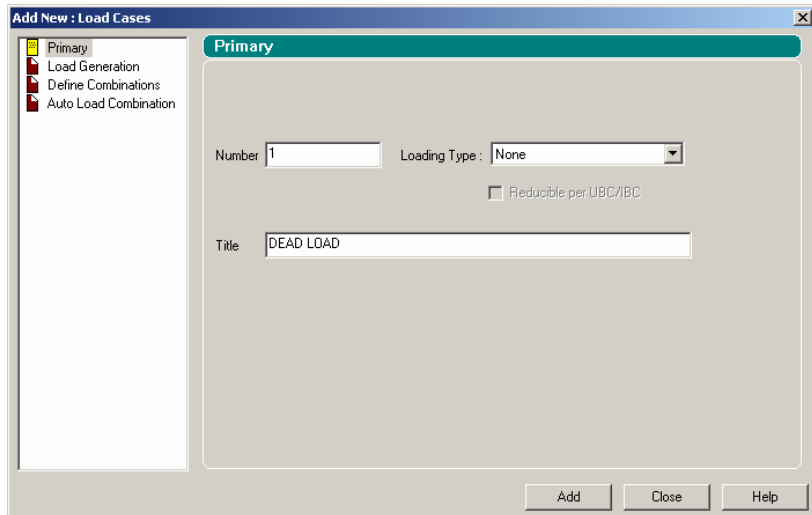 Add New : Load Cases
Primary
Load Generation
Define Combinations
Auto Load Combination
Primary
Number 1 Loading Type : None
Reducible per UBC/IBC
Title DEAD LOAD
Add Close Help